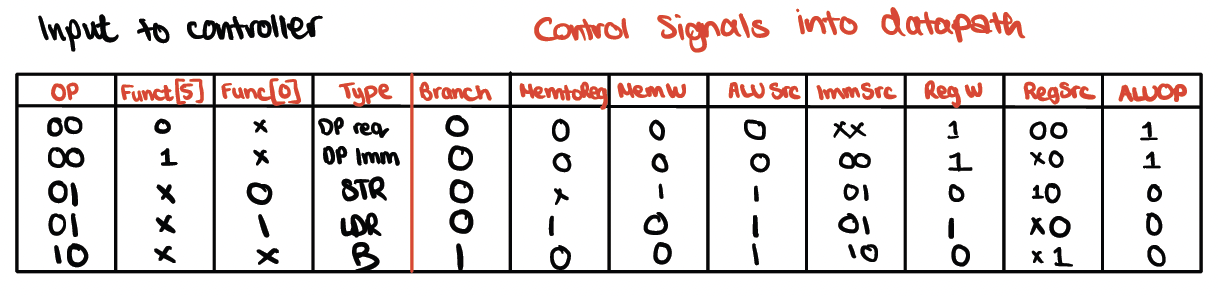 Input to controller Control Signals into datapath
OP Funct[5] Func[0] Type Branch MemtoReg MemW ALUSrc ImmSrc RegW RegSrc ALUOP
00 0 x DP reg 0 0 0 0 XX 1 00 1
00 1 x DP Imm 0 0 0 0 00 1 x0 1
01 x 0 STR 0 x 1 1 01 0 10 0
01 x 1 LDR 0 1 0 1 01 1 x0 0
10 x x B 1 0 0 1 10 0 x1 0